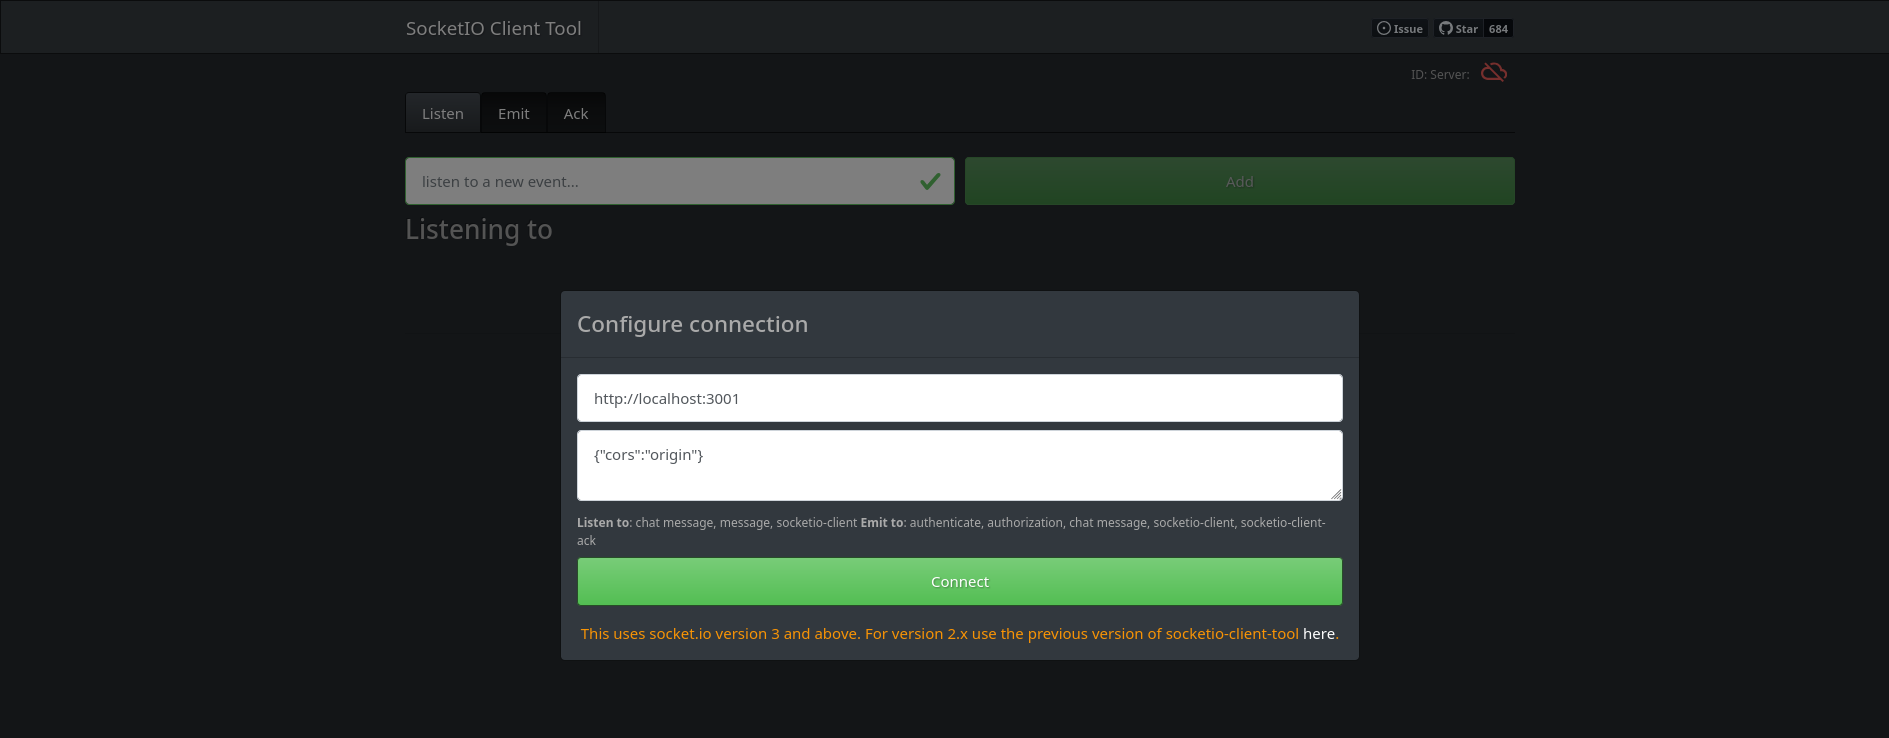 SocketIO Client Tool
Issue
Star 684
ID: Server:
Listen Emit Ack
listen to a new event...
Add
Listening to
Configure connection
http://localhost:3001
{"cors":"origin"}
Listen to: chat message, message, socketio-client Emit to: authenticate, authorization, chat message, socketio-client, socketio-client-
ack
Connect
This uses socket.io version 3 and above. For version 2.x use the previous version of socketio-client-tool here.